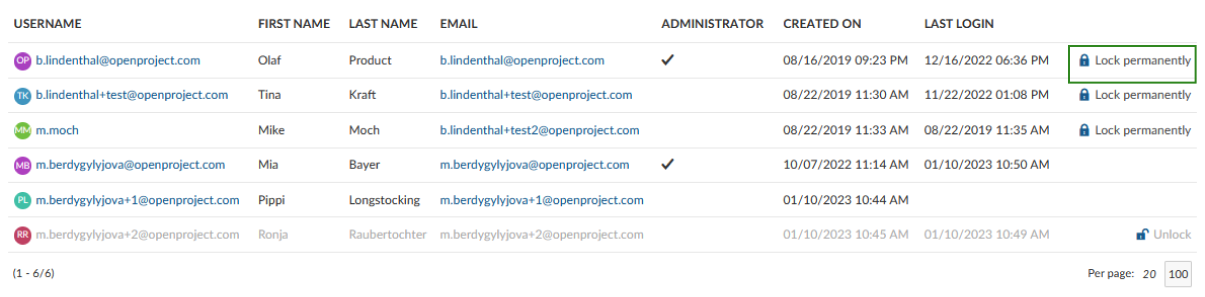 USERNAME FIRST NAME LAST NAME EMAIL ADMINISTRATOR CREATED ON LAST LOGIN
OP b.lindenthal@openproject.com Olaf Product b.lindenthal@openproject.com ✓ 08/16/2019 09:23 PM 12/16/2022 06:36 PM Lock permanently
TK b.lindenthal+test@openproject.com Tina Kraft b.lindenthal+test@openproject.com 08/22/2019 11:30 AM 11/22/2022 01:08 PM Lock permanently
MM m.moch Mike Moch b.lindenthal+test2@openproject.com 08/22/2019 11:33 AM 08/22/2019 11:35 AM Lock permanently
MB m.berdygylyjova@openproject.com Mia Bayer m.berdygylyjova@openproject.com ✓ 10/07/2022 11:14 AM 01/10/2023 10:50 AM
PL m.berdygylyjova+1@openproject.com Pippi Longstocking m.berdygylyjova+1@openproject.com 01/10/2023 10:44 AM
RR m.berdygylyjova+2@openproject.com Ronja Raubertochter m.berdygylyjova+2@openproject.com 01/10/2023 10:45 AM 01/10/2023 10:49 AM Unlock
(1 - 6/6) Per page: 20 100